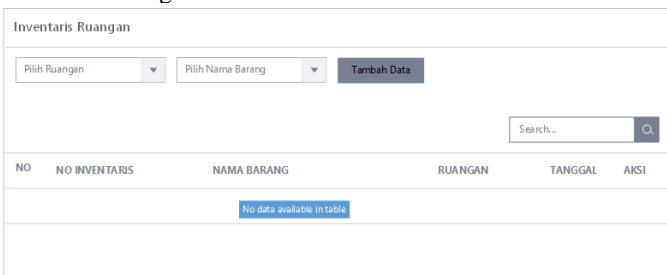 Inventaris Ruangan
Pilih Ruangan Pilih Nama Barang Tambah Data
Search...
NO NO INVENTARIS NAMA BARANG RUANGAN TANGGAL AKSI
No data available in table